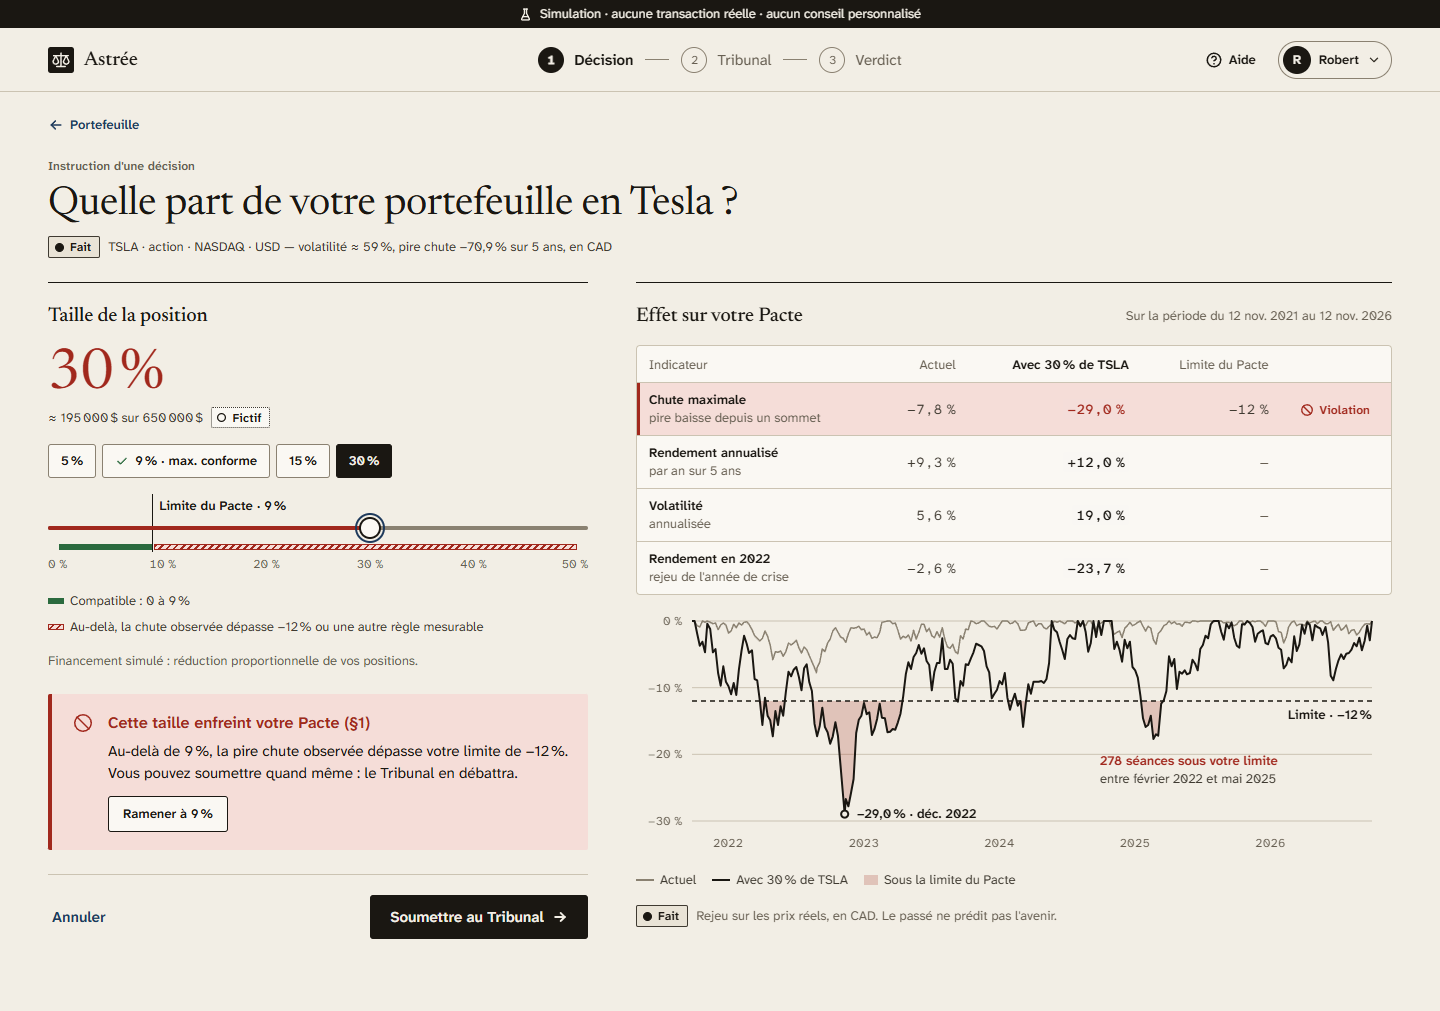 Simulation · aucune transaction réelle · aucun conseil personnalisé
Astrée
1 Décision
2 Tribunal
3 Verdict
Aide
R Robert
← Portefeuille
Instruction d'une décision
Quelle part de votre portefeuille en Tesla ?
Fait TSLA · action · NASDAQ · USD — volatilité ≈ 59 %, pire chute −70,9 % sur 5 ans, en CAD
Taille de la position
30 %
≈ 195 000 $ sur 650 000 $ Fictif
5 % 9 % · max. conforme 15 % 30 %
Limite du Pacte · 9 %
0 % 10 % 20 % 30 % 40 % 50 %
Compatible : 0 à 9 %
Au-delà, la chute observée dépasse −12 % ou une autre règle mesurable
Financement simulé : réduction proportionnelle de vos positions.
Cette taille enfreint votre Pacte (§1)
Au-delà de 9 %, la pire chute observée dépasse votre limite de −12 %.
Vous pouvez soumettre quand même : le Tribunal en débattra.
Ramener à 9 %
Annuler
Soumettre au Tribunal →
Effet sur votre Pacte
Sur la période du 12 nov. 2021 au 12 nov. 2026
Indicateur Actuel Avec 30 % de TSLA Limite du Pacte
Chute maximale
pire baisse depuis un sommet
−7,8 % −29,0 % −12 % Violation
Rendement annualisé
par an sur 5 ans
+9,3 % +12,0 % —
Volatilité
annualisée
5,6 % 19,0 % —
Rendement en 2022
rejeu de l'année de crise
−2,6 % −23,7 % —
0 %
−10 %
Limite · −12 %
−20 %
278 séances sous votre limite
entre février 2022 et mai 2025
−29,0 % · déc. 2022
−30 %
2022 2023 2024 2025 2026
Actuel Avec 30 % de TSLA Sous la limite du Pacte
Fait Rejeu sur les prix réels, en CAD. Le passé ne prédit pas l'avenir.